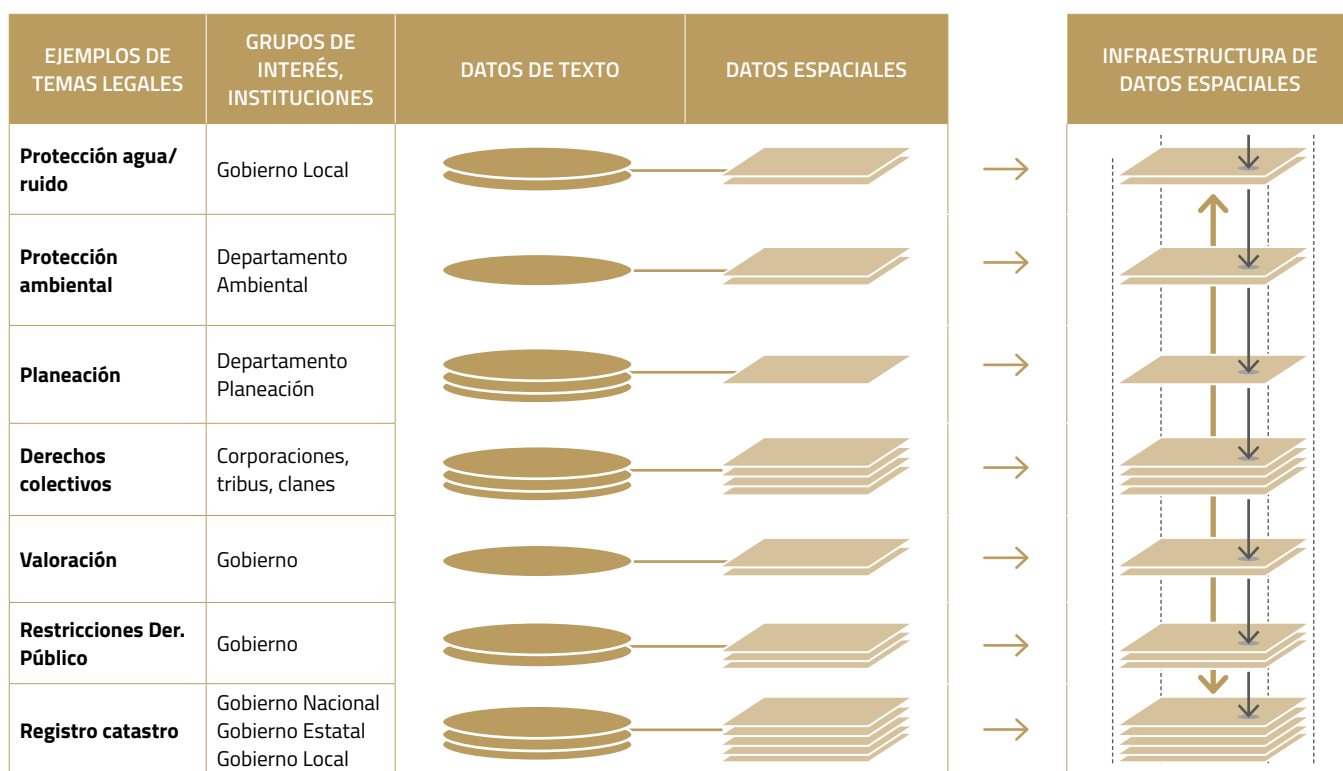 EJEMPLOS DE
TEMAS LEGALES
GRUPOS DE
INTERÉS,
INSTITUCIONES
DATOS DE TEXTO
DATOS ESPACIALES
INFRAESTRUCTURA DE
DATOS ESPACIALES
Protección agua/
ruido
Gobierno Local
Protección
ambiental
Departamento
Ambiental
Planeación
Departamento
Planeación
Derechos
colectivos
Corporaciones,
tribus, clanes
Valoración
Gobierno
Restricciones Der.
Público
Gobierno
Registro catastro
Gobierno Nacional
Gobierno Estatal
Gobierno Local